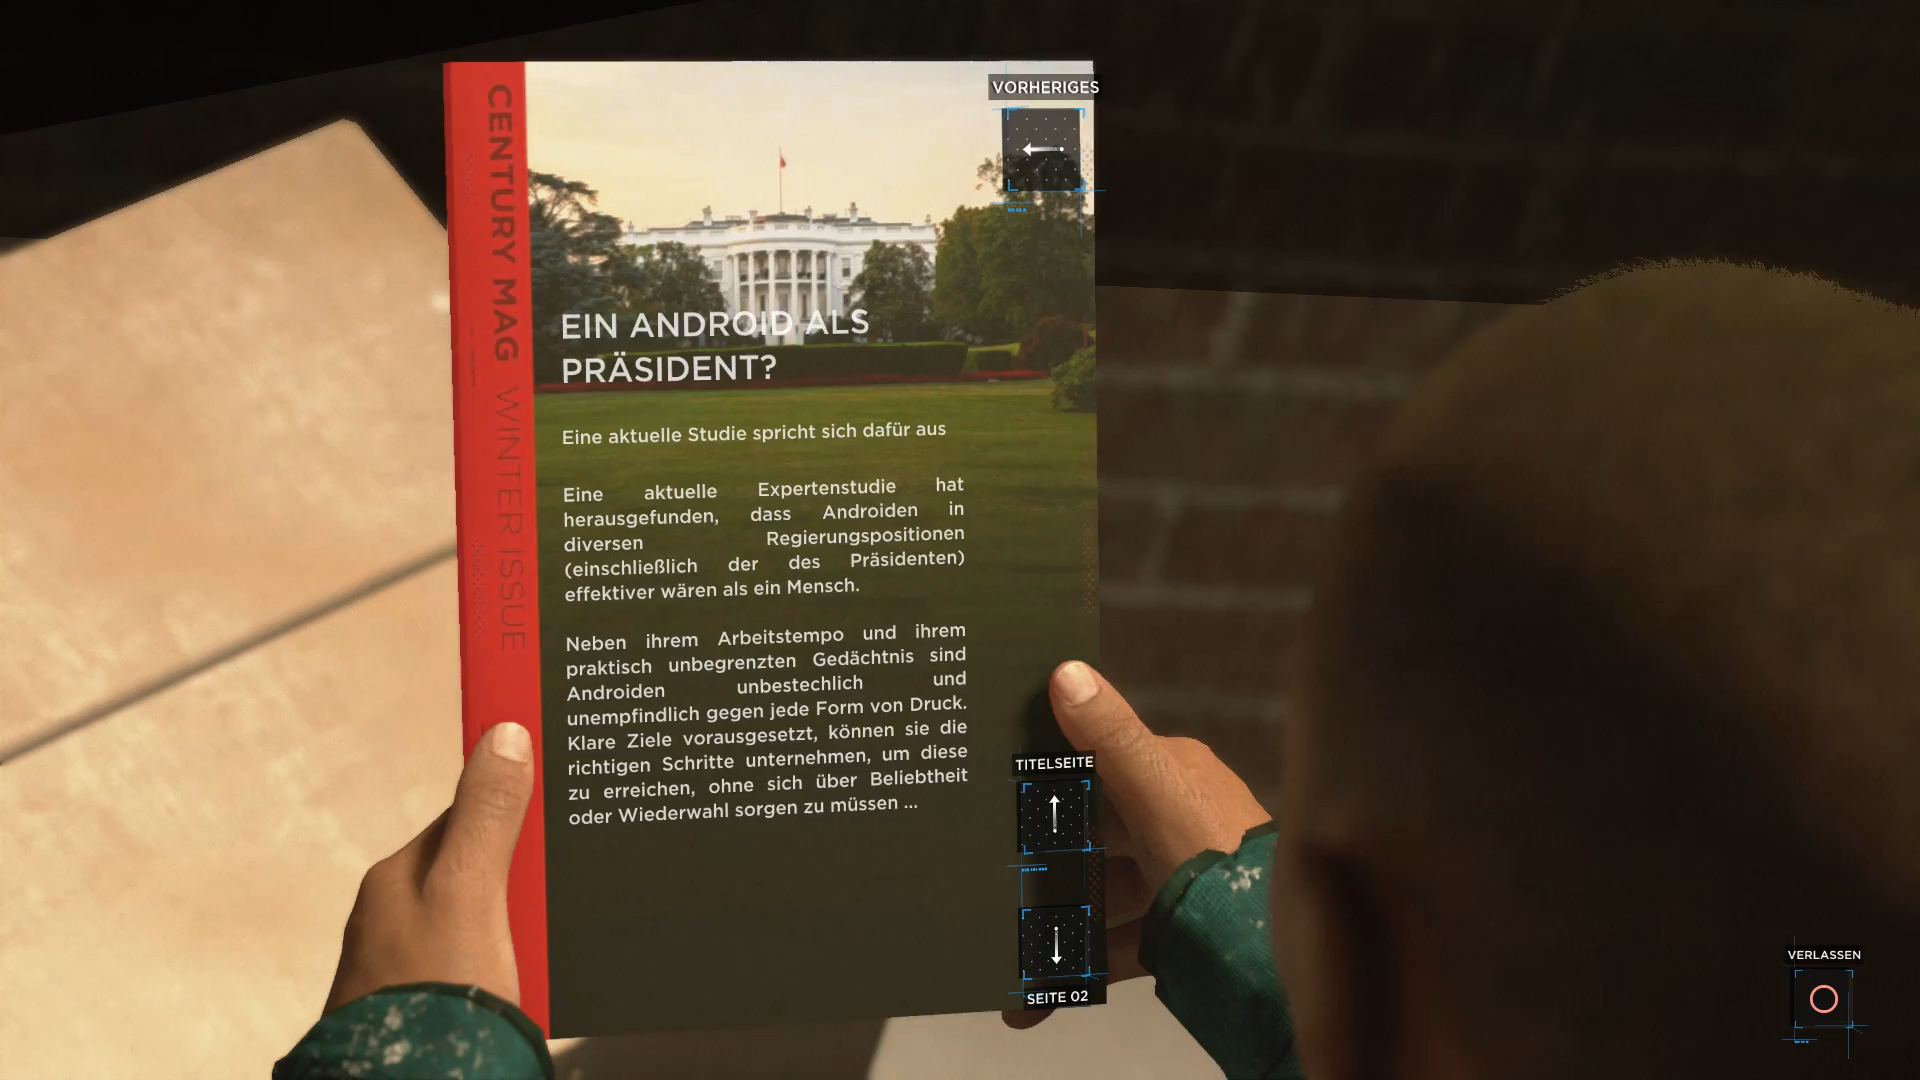 CENTURY MAG WINTER ISSUE
VORHERIGES
EIN ANDROID ALS
PRÄSIDENT?
Eine aktuelle Studie spricht sich dafür aus
Eine aktuelle Expertenstudie hat
herausgefunden, dass Androiden in
diversen Regierungspositionen
(einschließlich der des Präsidenten)
effektiver wären als ein Mensch.
Neben ihrem Arbeitstempo und ihrem
praktisch unbegrenzten Gedächtnis sind
Androiden unbestechlich und
unempfindlich gegen jede Form von Druck.
Klare Ziele vorausgesetzt, können sie die
richtigen Schritte unternehmen, um diese
zu erreichen, ohne sich über Beliebtheit
oder Wiederwahl sorgen zu müssen ...
TITELSEITE
SEITE 02
VERLASSEN